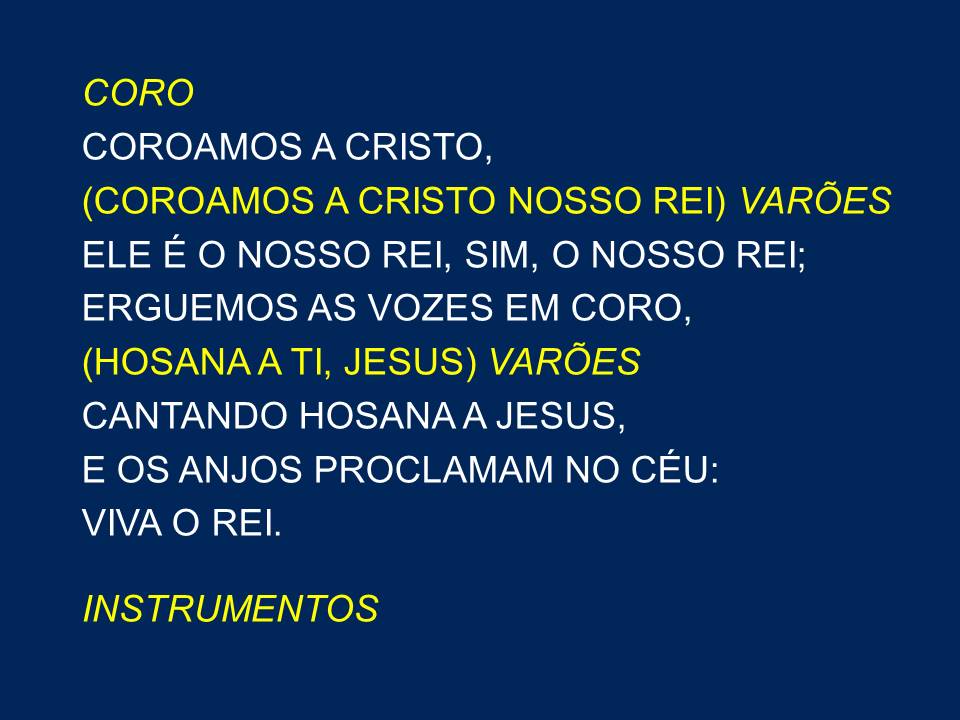 CORO
COROAMOS A CRISTO,
(COROAMOS A CRISTO NOSSO REI) VARÕES
ELE É O NOSSO REI, SIM, O NOSSO REI;
ERGUEMOS AS VOZES EM CORO,
(HOSANA A TI, JESUS) VARÕES
CANTANDO HOSANA A JESUS,
E OS ANJOS PROCLAMAM NO CÉU:
VIVA O REI.
INSTRUMENTOS